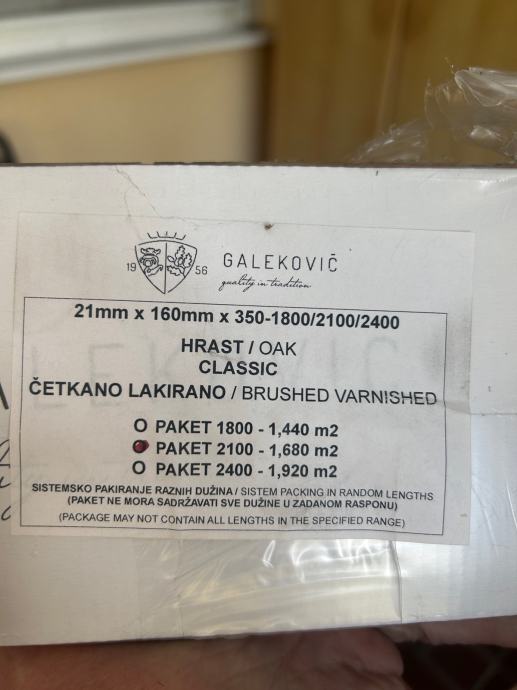 19 56
GALEKOVIĆ
quality in tradition
21mm x 160mm x 350-1800/2100/2400
HRAST / OAK
CLASSIC
ČETKANO LAKIRANO / BRUSHED VARNISHED
O PAKET 1800 - 1,440 m2
O PAKET 2100 - 1,680 m2
O PAKET 2400 - 1,920 m2
SISTEMSKO PAKIRANJE RAZNIH DUŽINA / SISTEM PACKING IN RANDOM LENGTHS
(PAKET NE MORA SADRŽAVATI SVE DUŽINE U ZADANOM RASPONU)
(PACKAGE MAY NOT CONTAIN ALL LENGTHS IN THE SPECIFIED RANGE)